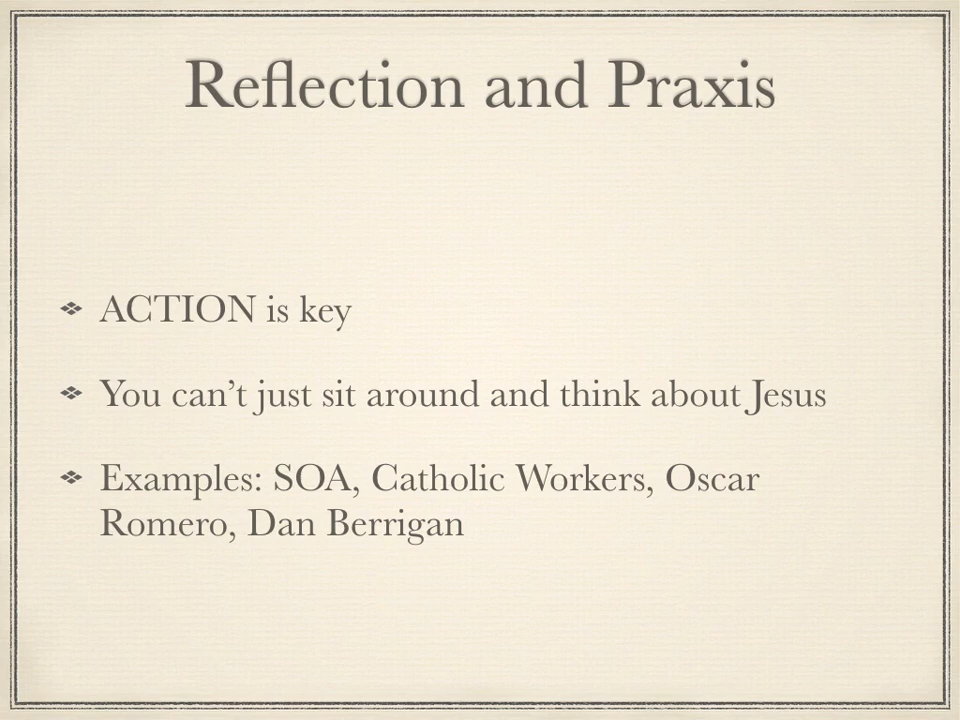 Reflection and Praxis
ACTION is key
You can’t just sit around and think about Jesus
Examples: SOA, Catholic Workers, Oscar
Romero, Dan Berrigan